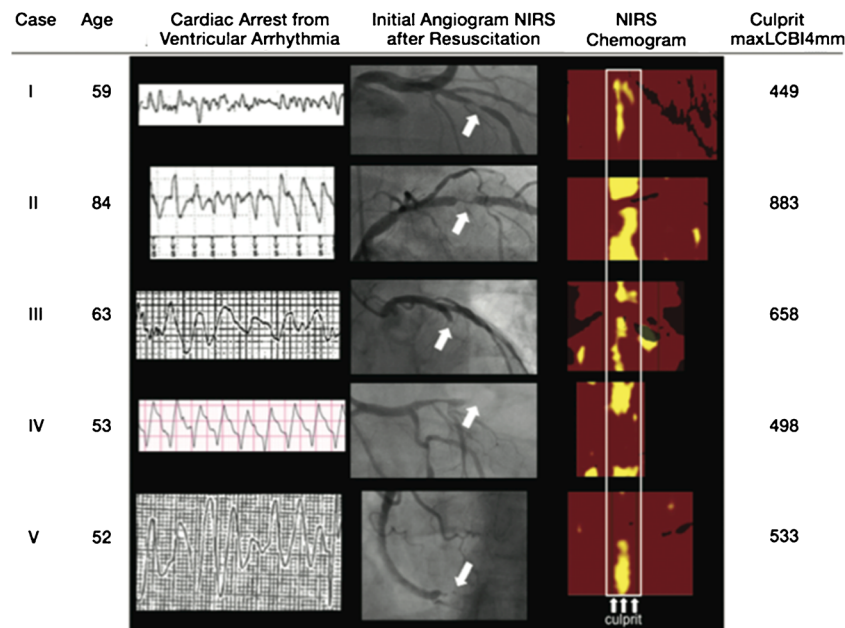 Case Age Cardiac Arrest from Initial Angiogram NIRS NIRS Culprit
Ventricular Arrhythmia after Resuscitation Chemogram maxLCBI4mm
I 59 449
II 84 883
III 63 658
IV 53 498
V 52 533
culprit